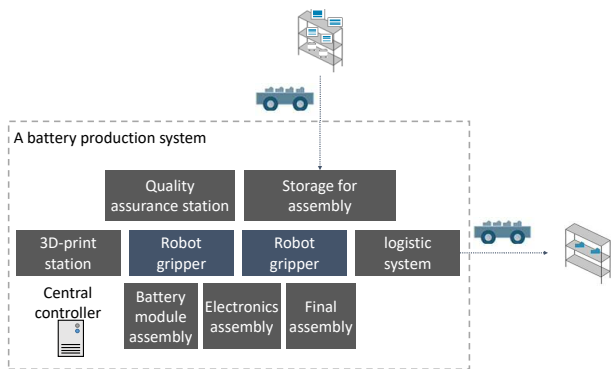 A battery production system
Quality
assurance station
Storage for
assembly
3D-print
station
Robot
gripper
Robot
gripper
logistic
system
Central
controller
Battery
module
assembly
Electronics
assembly
Final
assembly